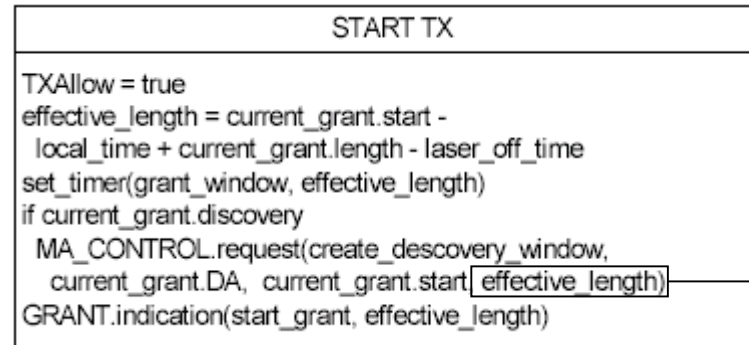 START TX
TXAllow = true
effective_length = current_grant.start -
local_time + current_grant.length - laser_off_time
set_timer(grant_window, effective_length)
if current_grant.discovery
MA_CONTROL.request(create_descovery_window,
current_grant.DA, current_grant.start, effective_length)
GRANT.indication(start_grant, effective_length)